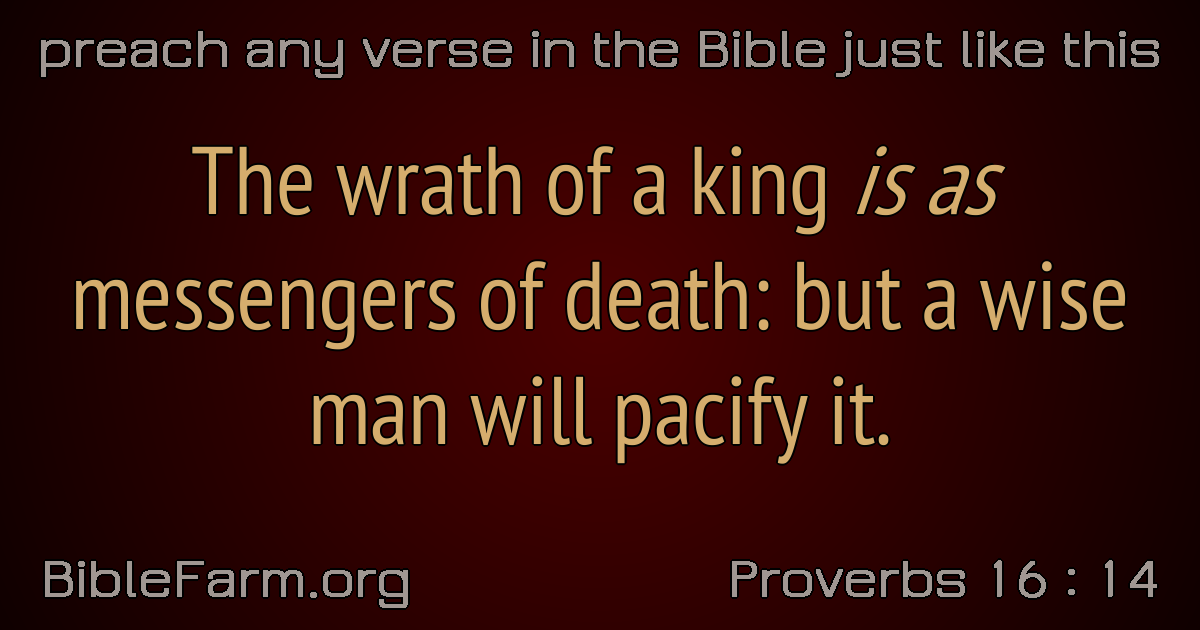 preach any verse in the Bible just like this
The wrath of a king is as
messengers of death: but a wise
man will pacify it.
BibleFarm.org
Proverbs 16 : 14